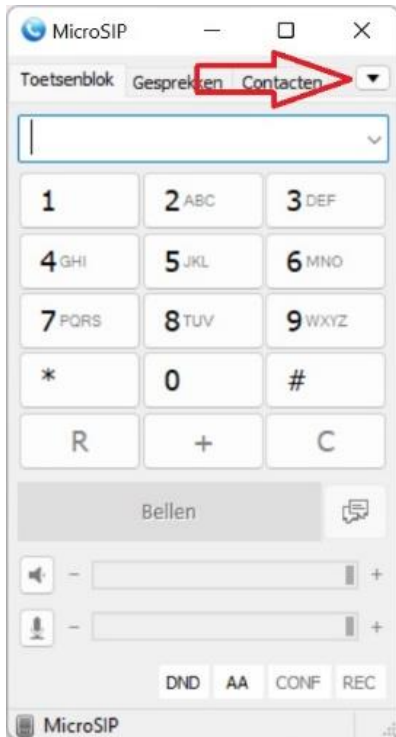 MicroSIP
Toetsenblok Gesprekken Contacten
1 2 ABC 3 DEF
4 GHI 5 JKL 6 MNO
7 PQRS 8 TUV 9 WXYZ
* 0 #
R + C
Bellen
- +
- +
DND AA CONF REC
MicroSIP